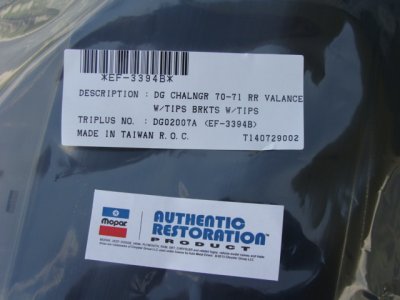 *EF-3394B*
DESCRIPTION : DG CHALNGR 70-71 RR VALANCE
W/TIPS BRKTS W/TIPS
TRIPLUS NO. : DG02007A <EF-3394B>
MADE IN TAIWAN R.O.C. T140729002
Mopar
AUTHENTIC
RESTORATION
PRODUCT